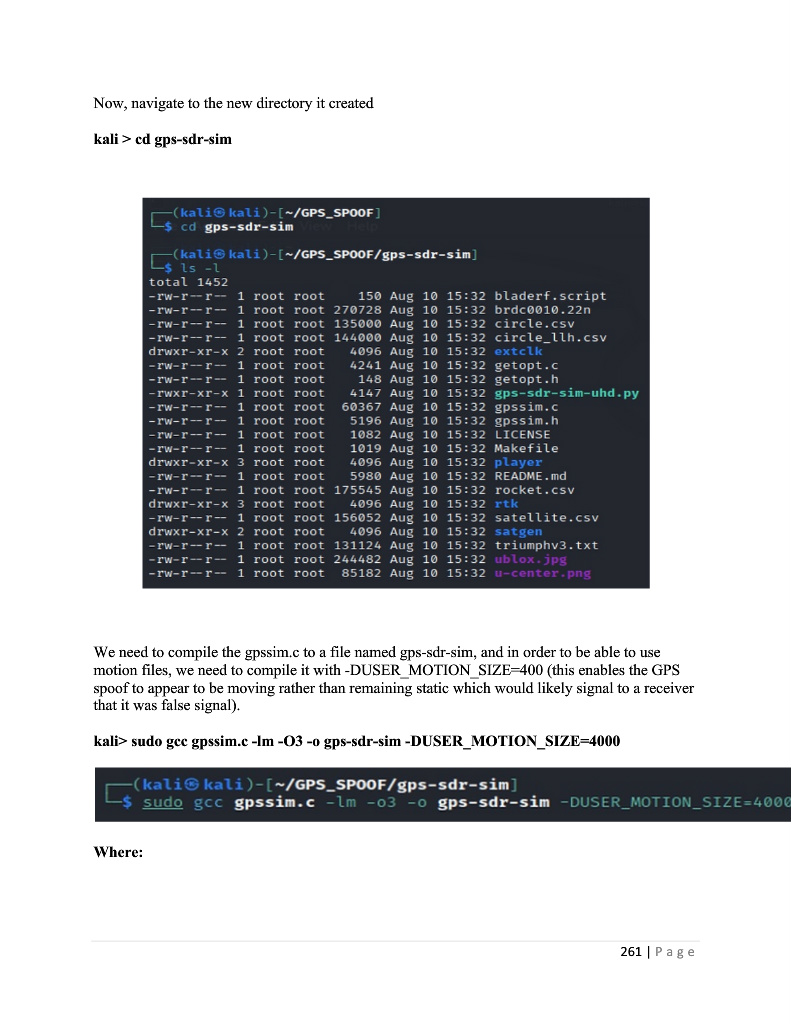 Now, navigate to the new directory it created
kali > cd gps-sdr-sim
┌──(kali㉿kali)-[~/GPS_SPOOF]
└─$ cd gps-sdr-sim
┌──(kali㉿kali)-[~/GPS_SPOOF/gps-sdr-sim]
└─$ ls -l
total 1452
-rw-r--r-- 1 root root    150 Aug 10 15:32 bladerf.script
-rw-r--r-- 1 root root 270728 Aug 10 15:32 brdc0010.22n
-rw-r--r-- 1 root root 135000 Aug 10 15:32 circle.csv
-rw-r--r-- 1 root root 144000 Aug 10 15:32 circle_llh.csv
drwxr-xr-x 2 root root   4096 Aug 10 15:32 extclk
-rw-r--r-- 1 root root   4241 Aug 10 15:32 getopt.c
-rw-r--r-- 1 root root    148 Aug 10 15:32 getopt.h
-rwxr-xr-x 1 root root   4147 Aug 10 15:32 gps-sdr-sim-uhd.py
-rw-r--r-- 1 root root  60367 Aug 10 15:32 gpssim.c
-rw-r--r-- 1 root root   5196 Aug 10 15:32 gpssim.h
-rw-r--r-- 1 root root   1082 Aug 10 15:32 LICENSE
-rw-r--r-- 1 root root   1019 Aug 10 15:32 Makefile
drwxr-xr-x 3 root root   4096 Aug 10 15:32 player
-rw-r--r-- 1 root root   5980 Aug 10 15:32 README.md
-rw-r--r-- 1 root root 175545 Aug 10 15:32 rocket.csv
drwxr-xr-x 3 root root   4096 Aug 10 15:32 rtk
-rw-r--r-- 1 root root 156052 Aug 10 15:32 satellite.csv
drwxr-xr-x 2 root root   4096 Aug 10 15:32 satgen
-rw-r--r-- 1 root root 131124 Aug 10 15:32 triumphv3.txt
-rw-r--r-- 1 root root 244482 Aug 10 15:32 ublox.jpg
-rw-r--r-- 1 root root  85182 Aug 10 15:32 u-center.png
We need to compile the gpssim.c to a file named gps-sdr-sim, and in order to be able to use
motion files, we need to compile it with -DUSER_MOTION_SIZE=400 (this enables the GPS
spoof to appear to be moving rather than remaining static which would likely signal to a receiver
that it was false signal).
kali> sudo gcc gpssim.c -lm -O3 -o gps-sdr-sim -DUSER_MOTION_SIZE=4000
┌──(kali㉿kali)-[~/GPS_SPOOF/gps-sdr-sim]
└─$ sudo gcc gpssim.c -lm -o3 -o gps-sdr-sim -DUSER_MOTION_SIZE=4000
Where:
261 | Page